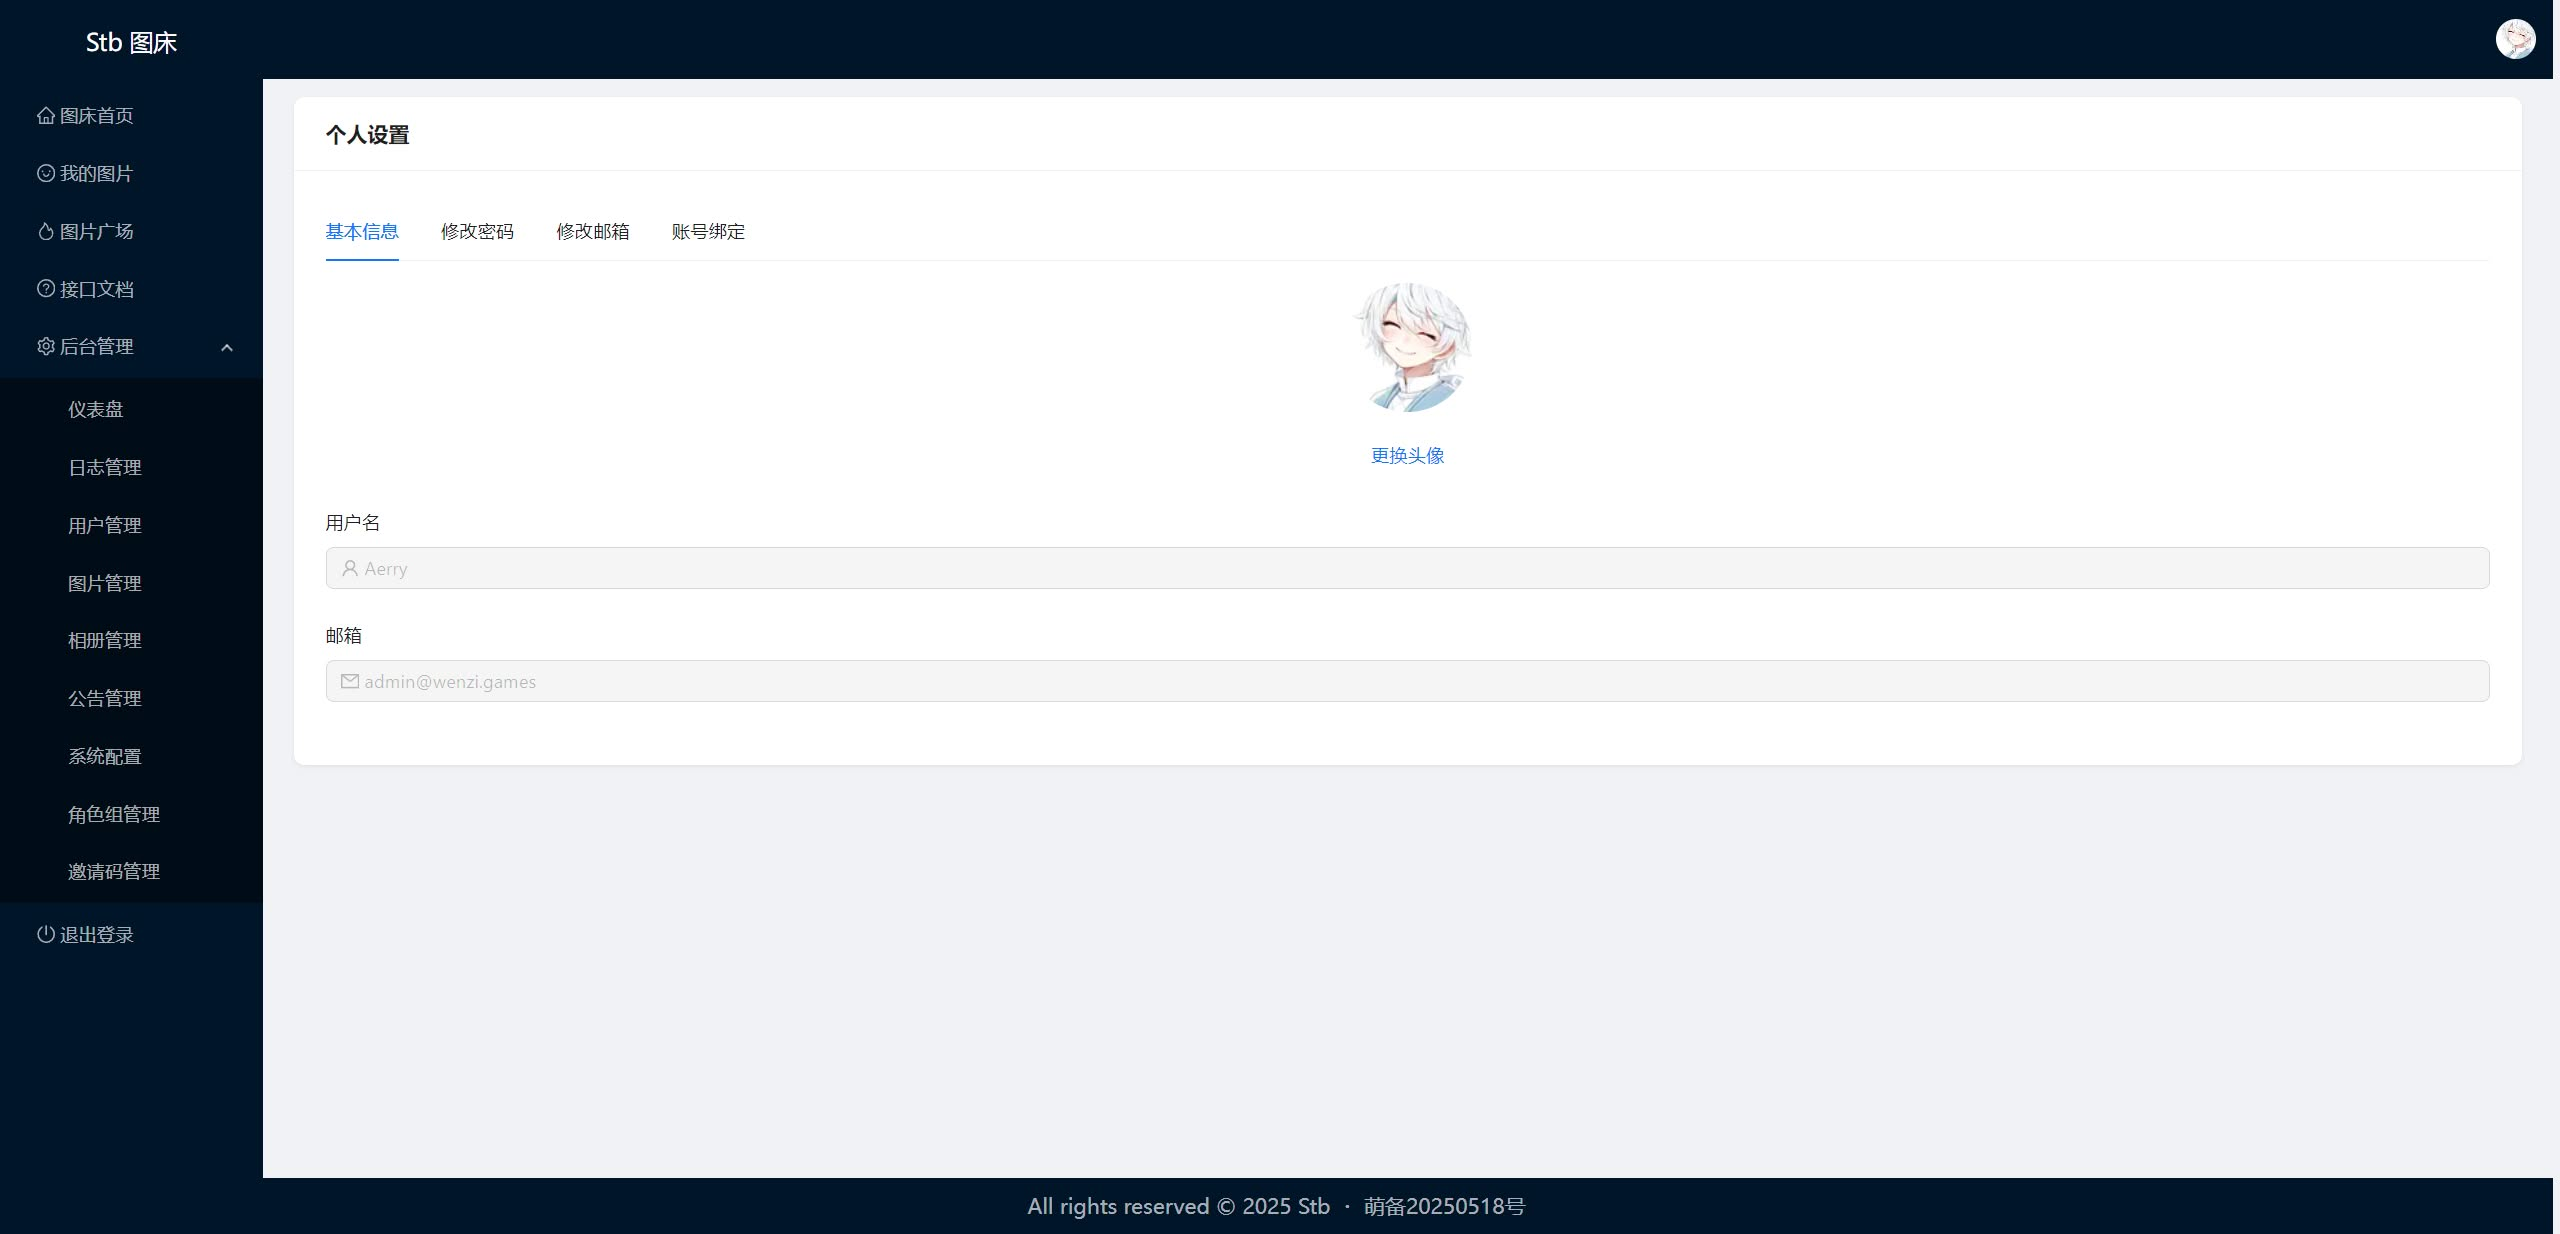 Stb 图床
图床首页
我的图片
图片广场
接口文档
后台管理
仪表盘
日志管理
用户管理
图片管理
相册管理
公告管理
系统配置
角色组管理
邀请码管理
退出登录
个人设置
基本信息 修改密码 修改邮箱 账号绑定
更换头像
用户名
Aerry
邮箱
admin@wenzi.games
All rights reserved © 2025 Stb · 萌备20250518号